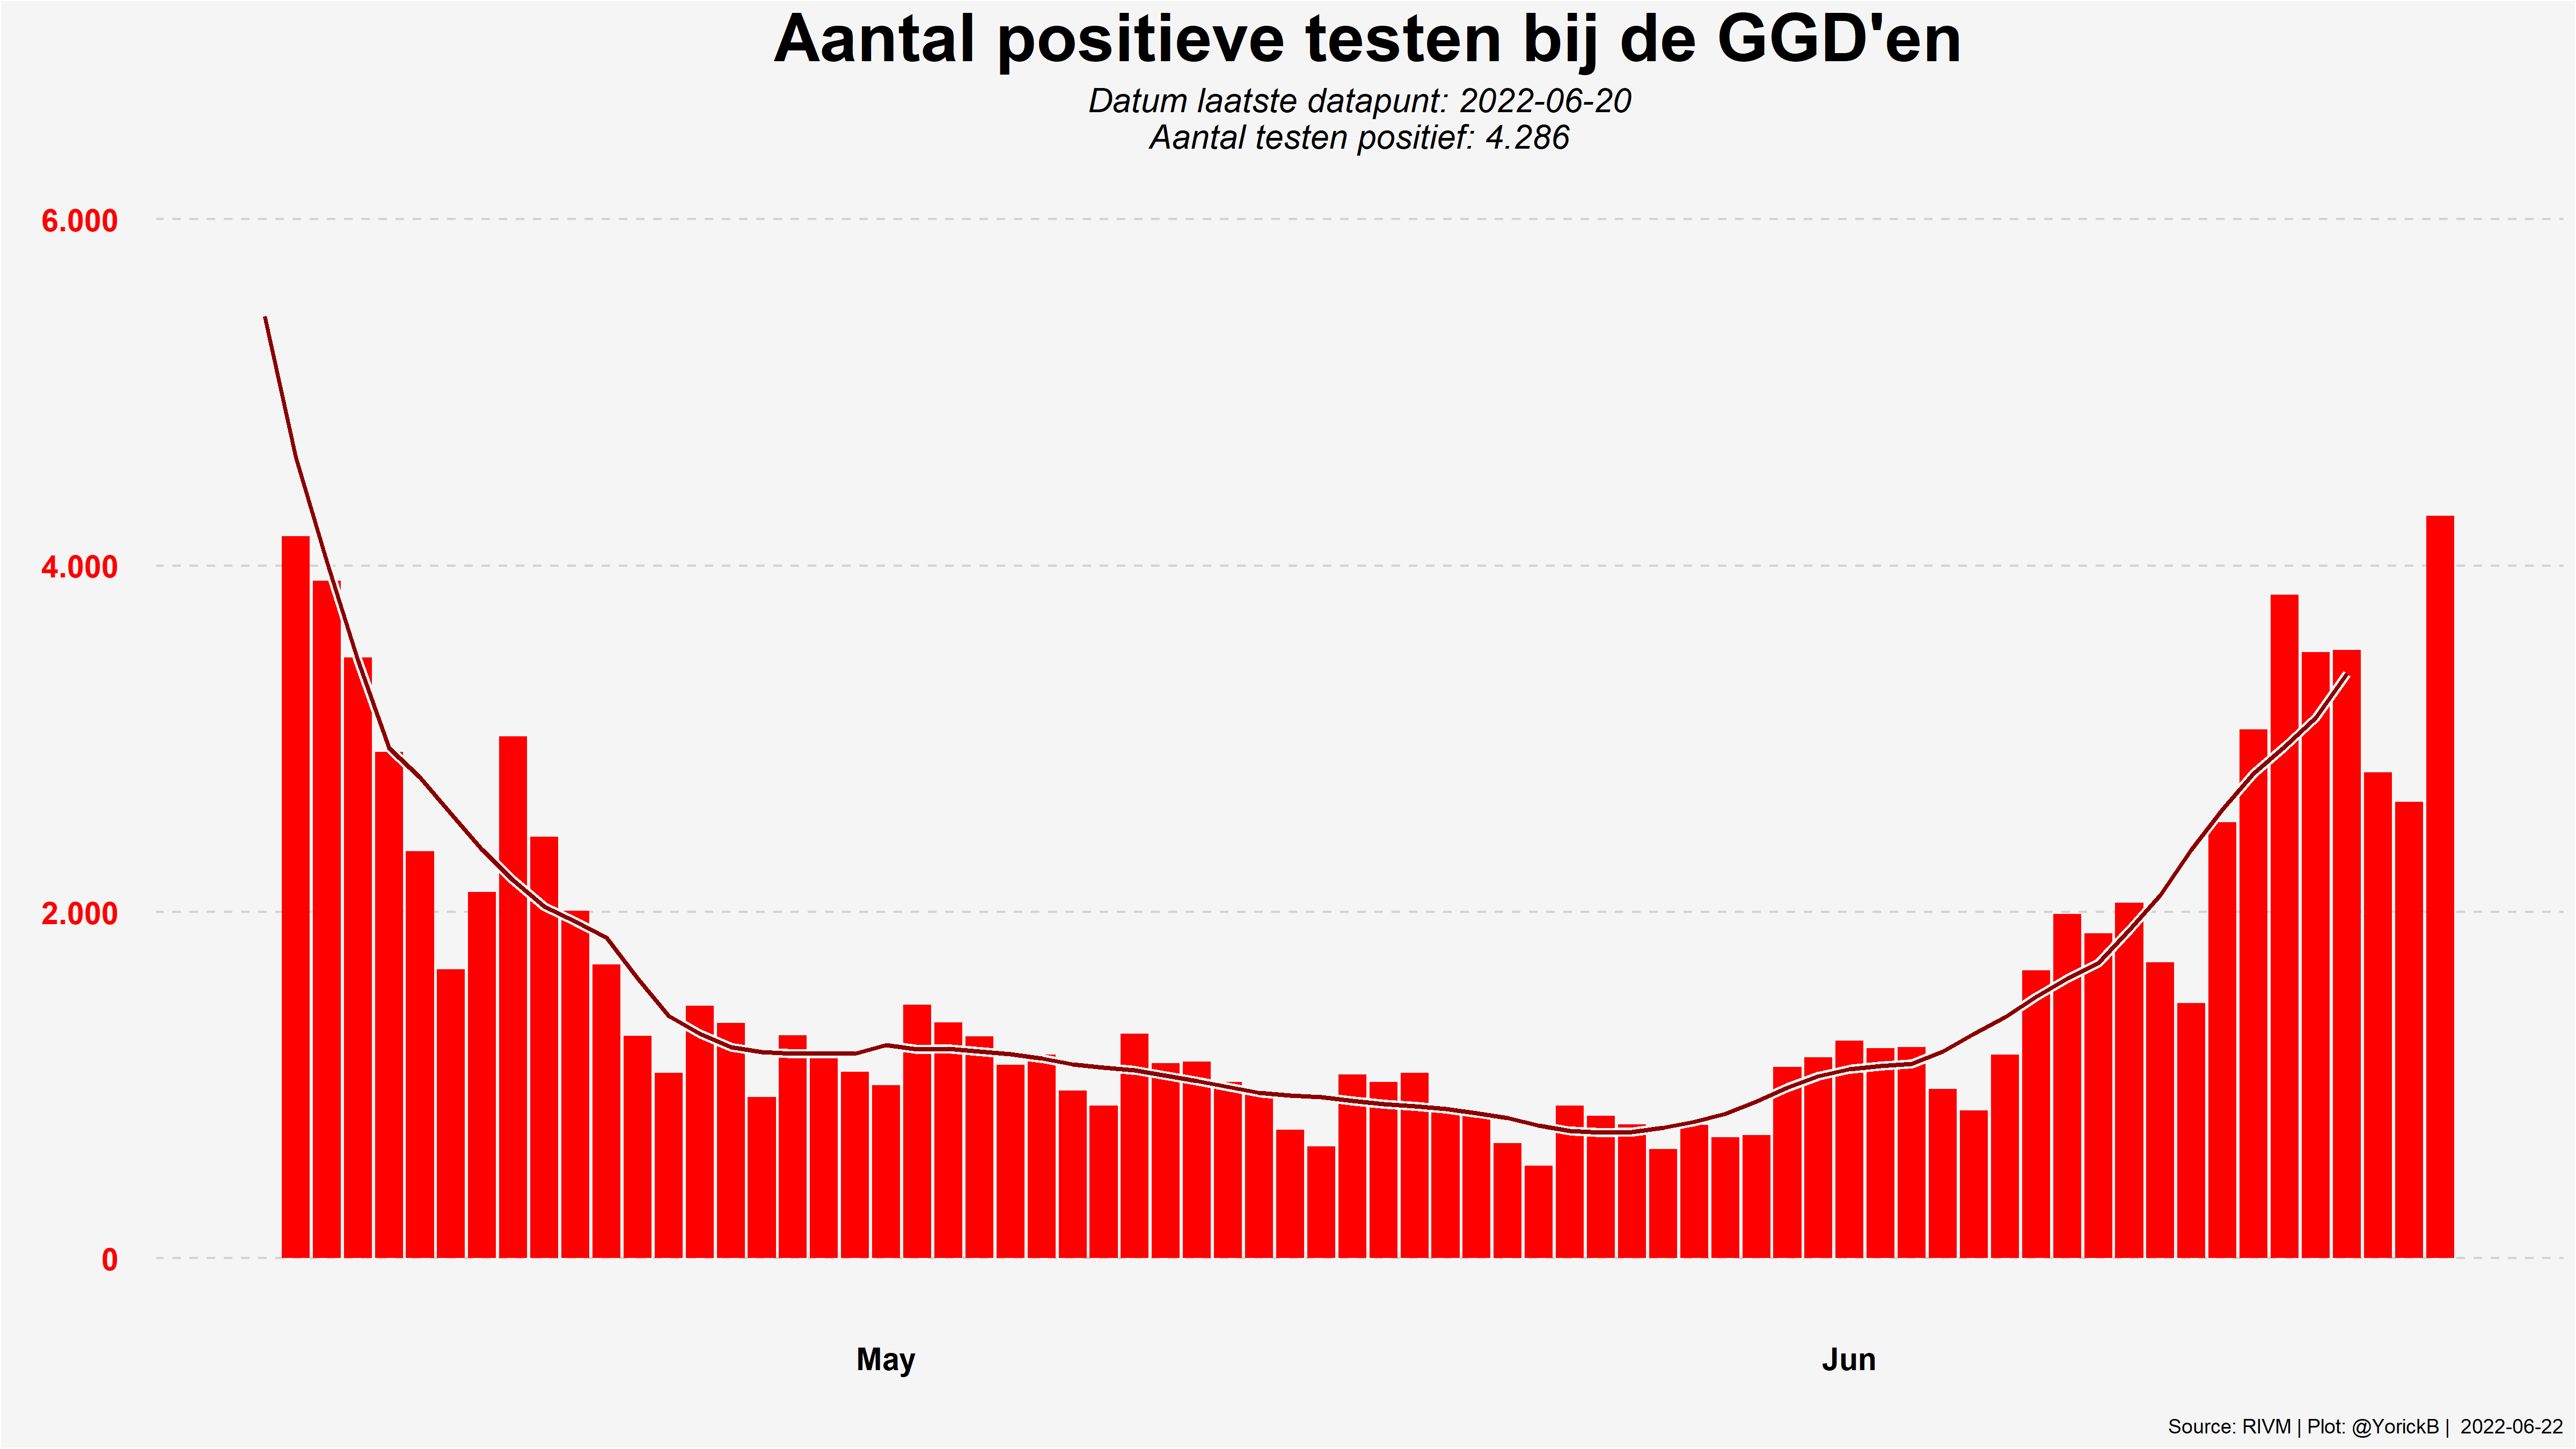 Aantal positieve testen bij de GGD'en
Datum laatste datapunt: 2022-06-20
Aantal testen positief: 4.286
6.000
4.000
2.000
0
May
Jun
Source: RIVM | Plot: @YorickB | 2022-06-22